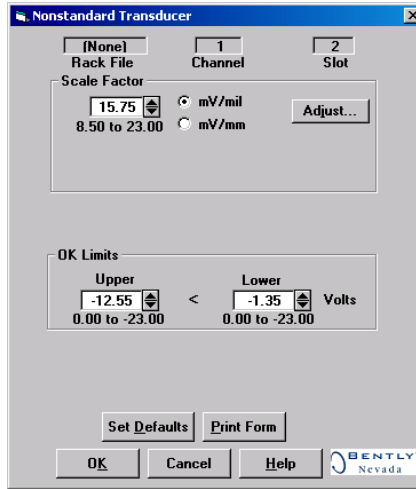 Nonstandard Transducer
(None) 1 2
Rack File Channel Slot
Scale Factor
15.75 mV/mil Adjust...
8.50 to 23.00 mV/mm
OK Limits
Upper Lower
-12.55 < -1.35 Volts
0.00 to -23.00 0.00 to -23.00
Set Defaults Print Form
OK Cancel Help BENTLY
Nevada